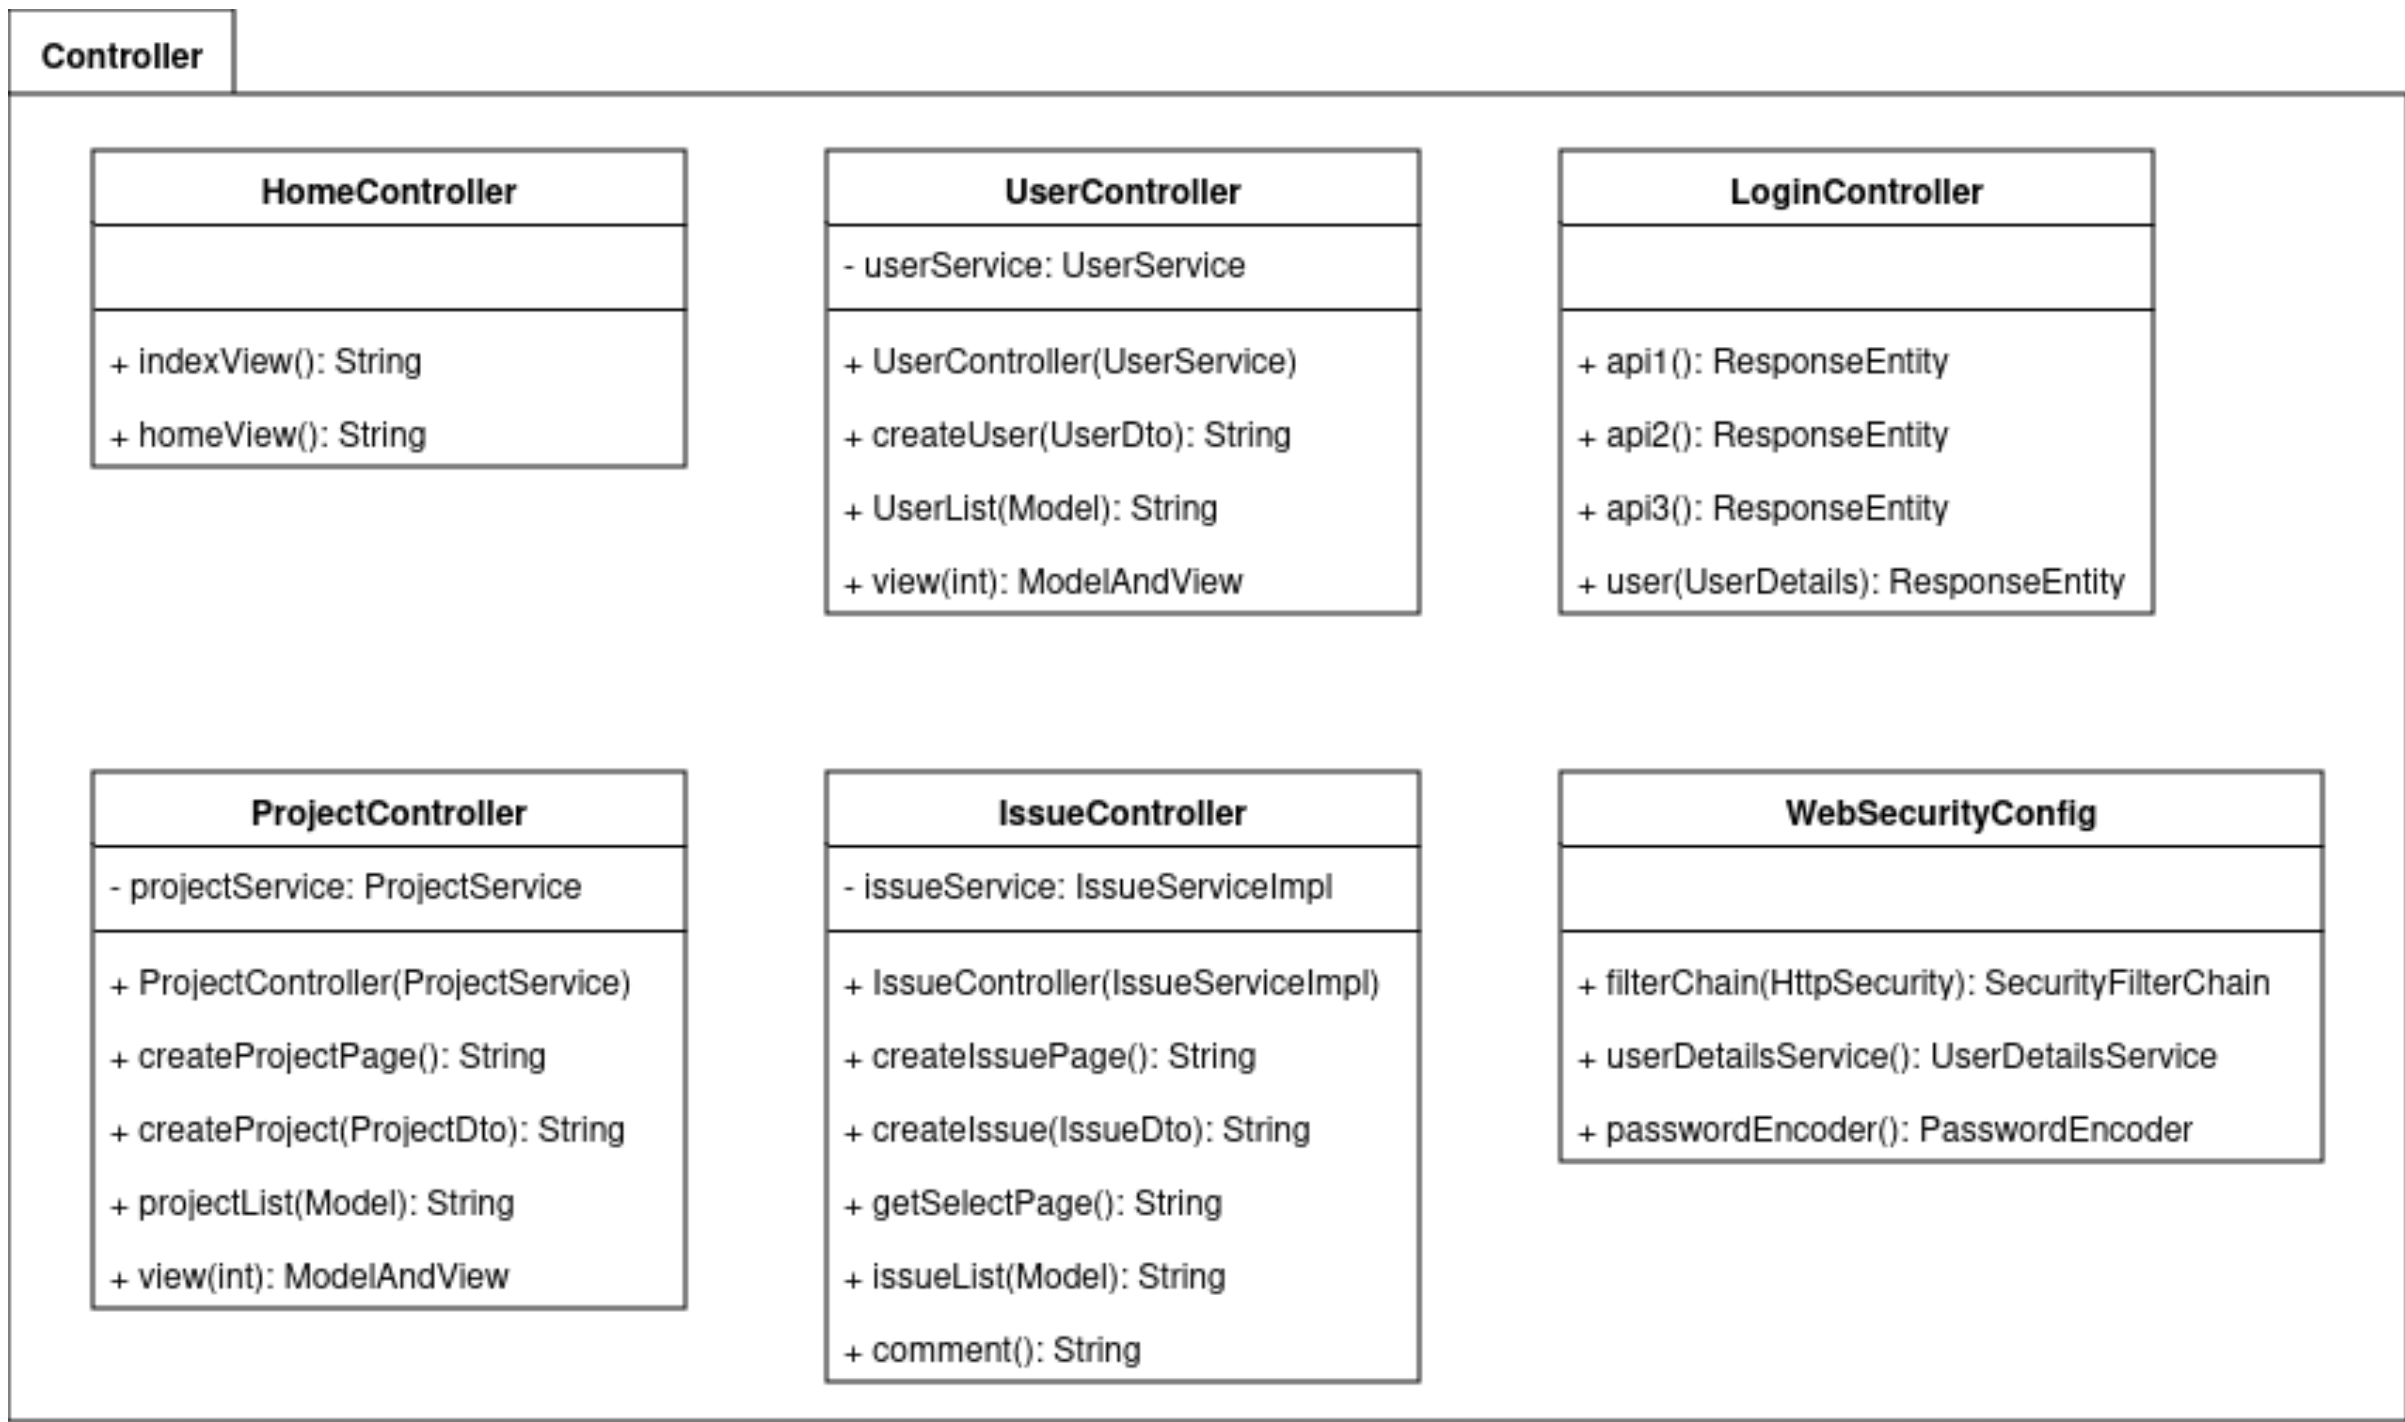 Controller
HomeController
+ indexView(): String
+ homeView(): String
UserController
- userService: UserService
+ UserController(UserService)
+ createUser(UserDto): String
+ UserList(Model): String
+ view(int): ModelAndView
LoginController
+ api1(): ResponseEntity
+ api2(): ResponseEntity
+ api3(): ResponseEntity
+ user(UserDetails): ResponseEntity
ProjectController
- projectService: ProjectService
+ ProjectController(ProjectService)
+ createProjectPage(): String
+ createProject(ProjectDto): String
+ projectList(Model): String
+ view(int): ModelAndView
IssueController
- issueService: IssueServiceImpl
+ IssueController(IssueServiceImpl)
+ createIssuePage(): String
+ createIssue(IssueDto): String
+ getSelectPage(): String
+ issueList(Model): String
+ comment(): String
WebSecurityConfig
+ filterChain(HttpSecurity): SecurityFilterChain
+ userDetailsService(): UserDetailsService
+ passwordEncoder(): PasswordEncoder